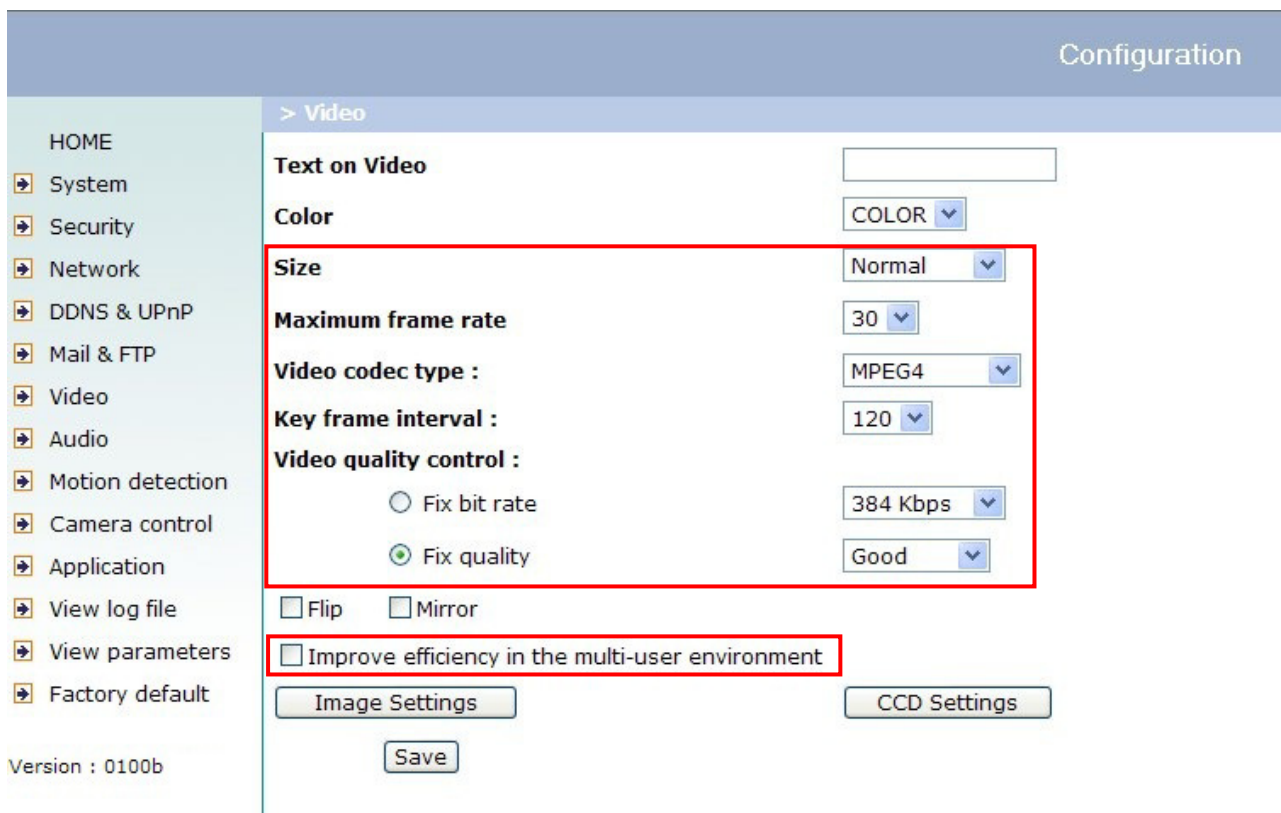 Configuration
> Video
HOME
System
Security
Network
DDNS & UPnP
Mail & FTP
Video
Audio
Motion detection
Camera control
Application
View log file
View parameters
Factory default
Version : 0100b
Text on Video
Color COLOR
Size Normal
Maximum frame rate 30
Video codec type : MPEG4
Key frame interval : 120
Video quality control :
Fix bit rate 384 Kbps
Fix quality Good
Flip Mirror
Improve efficiency in the multi-user environment
Image Settings CCD Settings
Save